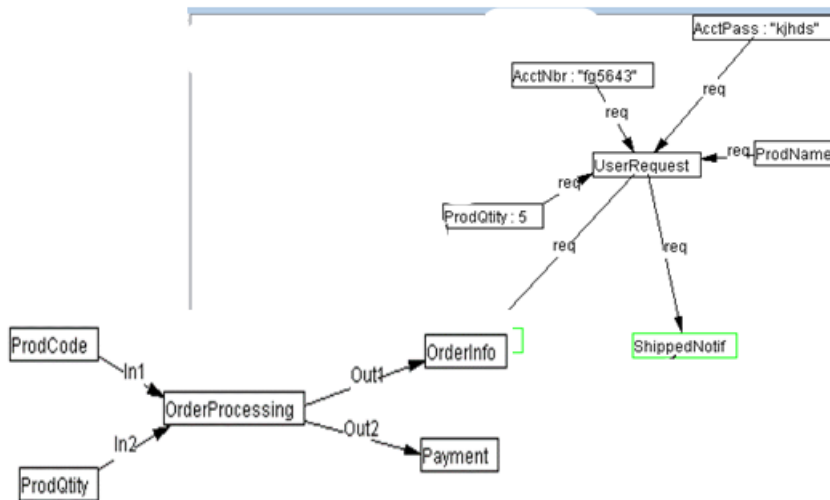 AcctPass : "kjhds"
AcctNbr : "fg5643"
req
req
UserRequest
req
ProdName
req
ProdQtity : 5
req
req
ProdCode
OrderInfo
ShippedNotif
In1
Out1
OrderProcessing
In2
Out2
Payment
ProdQtity